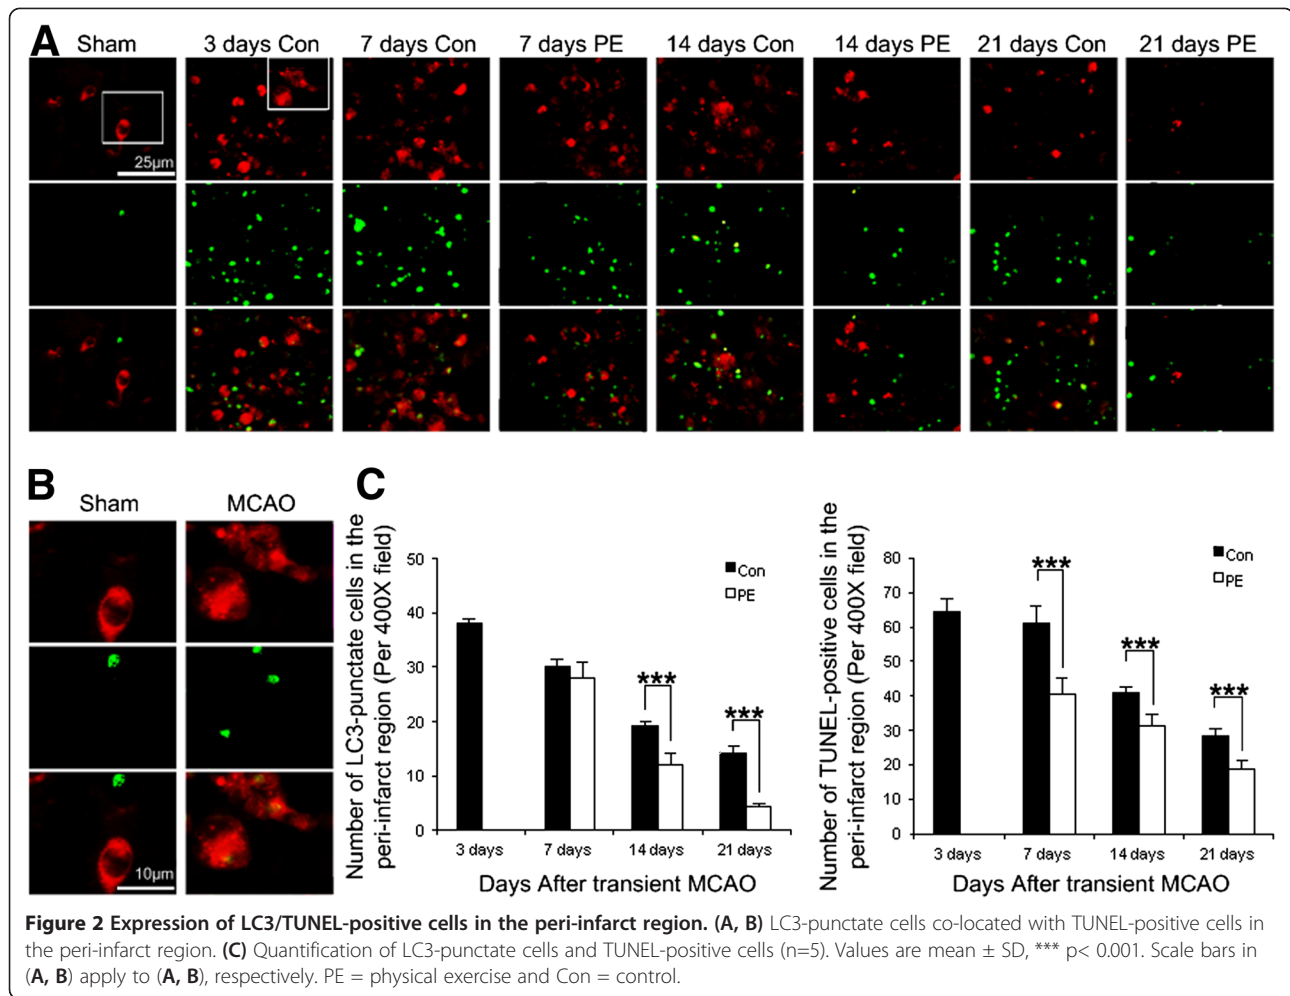 A
Sham
3 days Con
7 days Con
7 days PE
14 days Con
14 days PE
21 days Con
21 days PE
25µm
B
Sham
MCAO
10µm
C
Number of LC3-punctate cells in the
peri-infarct region (Per 400X field)
50
40
30
20
10
0
Con
PE
***
***
3 days
7 days
14 days
21 days
Days After transient MCAO
Number of TUNEL-positive cells in the
peri-infarct region (Per 400X field)
80
70
60
50
40
30
20
10
0
Con
PE
***
***
***
3 days
7 days
14 days
21 days
Days After transient MCAO
Figure 2 Expression of LC3/TUNEL-positive cells in the peri-infarct region. (A, B) LC3-punctate cells co-located with TUNEL-positive cells in
the peri-infarct region. (C) Quantification of LC3-punctate cells and TUNEL-positive cells (n=5). Values are mean ± SD, *** p< 0.001. Scale bars in
(A, B) apply to (A, B), respectively. PE = physical exercise and Con = control.